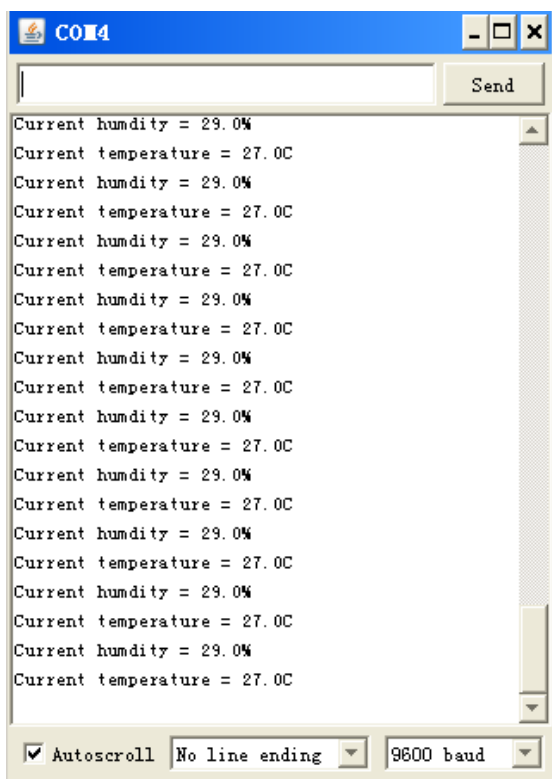 COM4
Send
Current humdity = 29.0%
Current temperature = 27.0C
Current humdity = 29.0%
Current temperature = 27.0C
Current humdity = 29.0%
Current temperature = 27.0C
Current humdity = 29.0%
Current temperature = 27.0C
Current humdity = 29.0%
Current temperature = 27.0C
Current humdity = 29.0%
Current temperature = 27.0C
Current humdity = 29.0%
Current temperature = 27.0C
Current humdity = 29.0%
Current temperature = 27.0C
Current humdity = 29.0%
Current temperature = 27.0C
Current humdity = 29.0%
Current temperature = 27.0C
Autoscroll No line ending 9600 baud